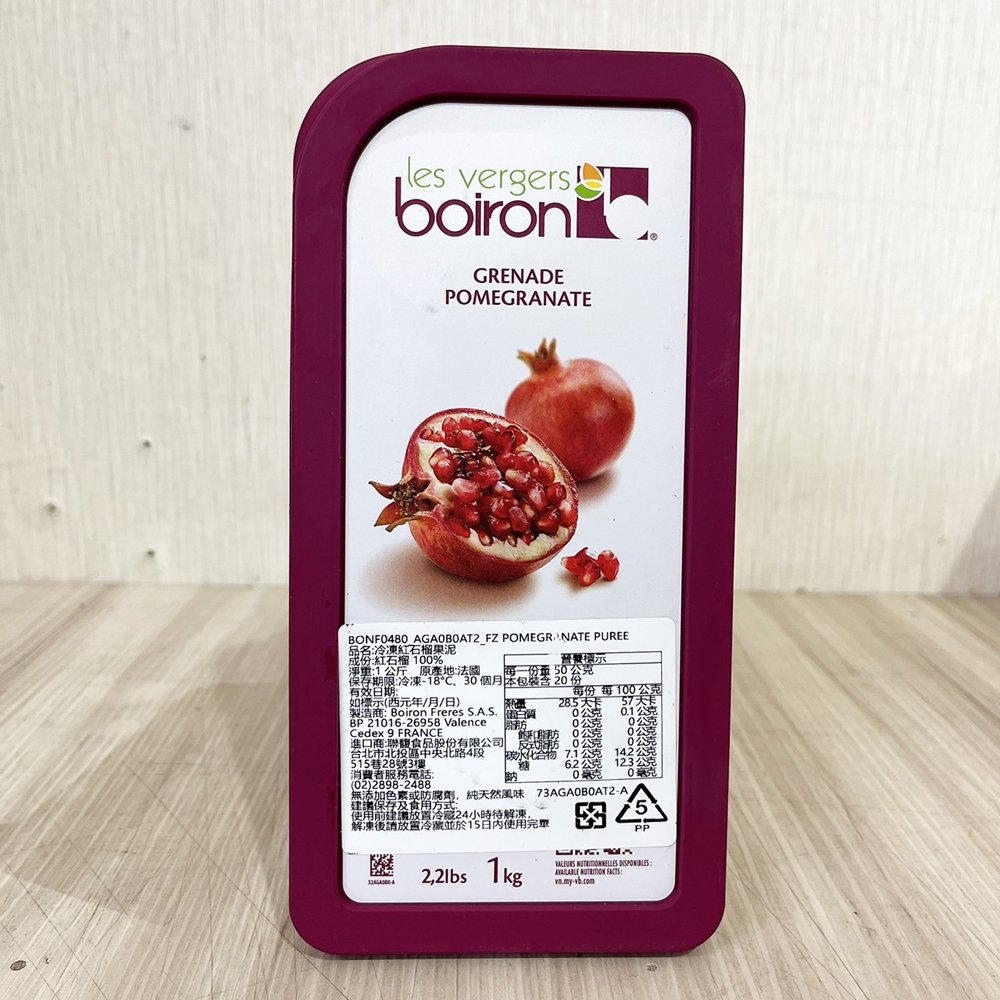 les vergers
boiron
b
®
GRENADE
POMEGRANATE
BONF0480_AGA0B0AT2_FZ POMEGRANATE PUREE
品名:冷凍紅石榴果泥
成份:紅石榴 100%
淨重:1 公斤 原產地:法國
保存期限:冷凍-18°C、30 個月
有效日期:
如標示(西元年/月/日)
製造商: Boiron Freres S.A.S.
BP 21016-26958 Valence
Cedex 9 FRANCE
進口商:聯馥食品股份有限公司
台北市北投區中央北路4段
515巷28號3樓
消費者服務電話:
(02)2898-2488
無添加色素或防腐劑，純天然風味 73AGA0B0AT2-A
建議保存及食用方式:
使用前建議放置冷藏24小時待解凍,
解凍後請放置冷藏並於15日內使用完畢
營養標示
每一份量 50 公克
本包裝含 20 份
每份 每 100 公克
熱量 28.5 大卡 57 大卡
蛋白質 0 公克 0.1 公克
脂肪 0 公克 0 公克
飽和脂肪 0 公克 0 公克
反式脂肪 0 公克 0 公克
碳水化合物 7.1 公克 14.2 公克
糖 6.2 公克 12.3 公克
鈉 0 毫克 0 毫克
5
PP
52AGA0B0-A
2,2lbs 1kg
VALEURS NUTRITIONNELLES DISPONIBLES :
AVAILABLE NUTRITION FACTS:
vn.my-vb.com